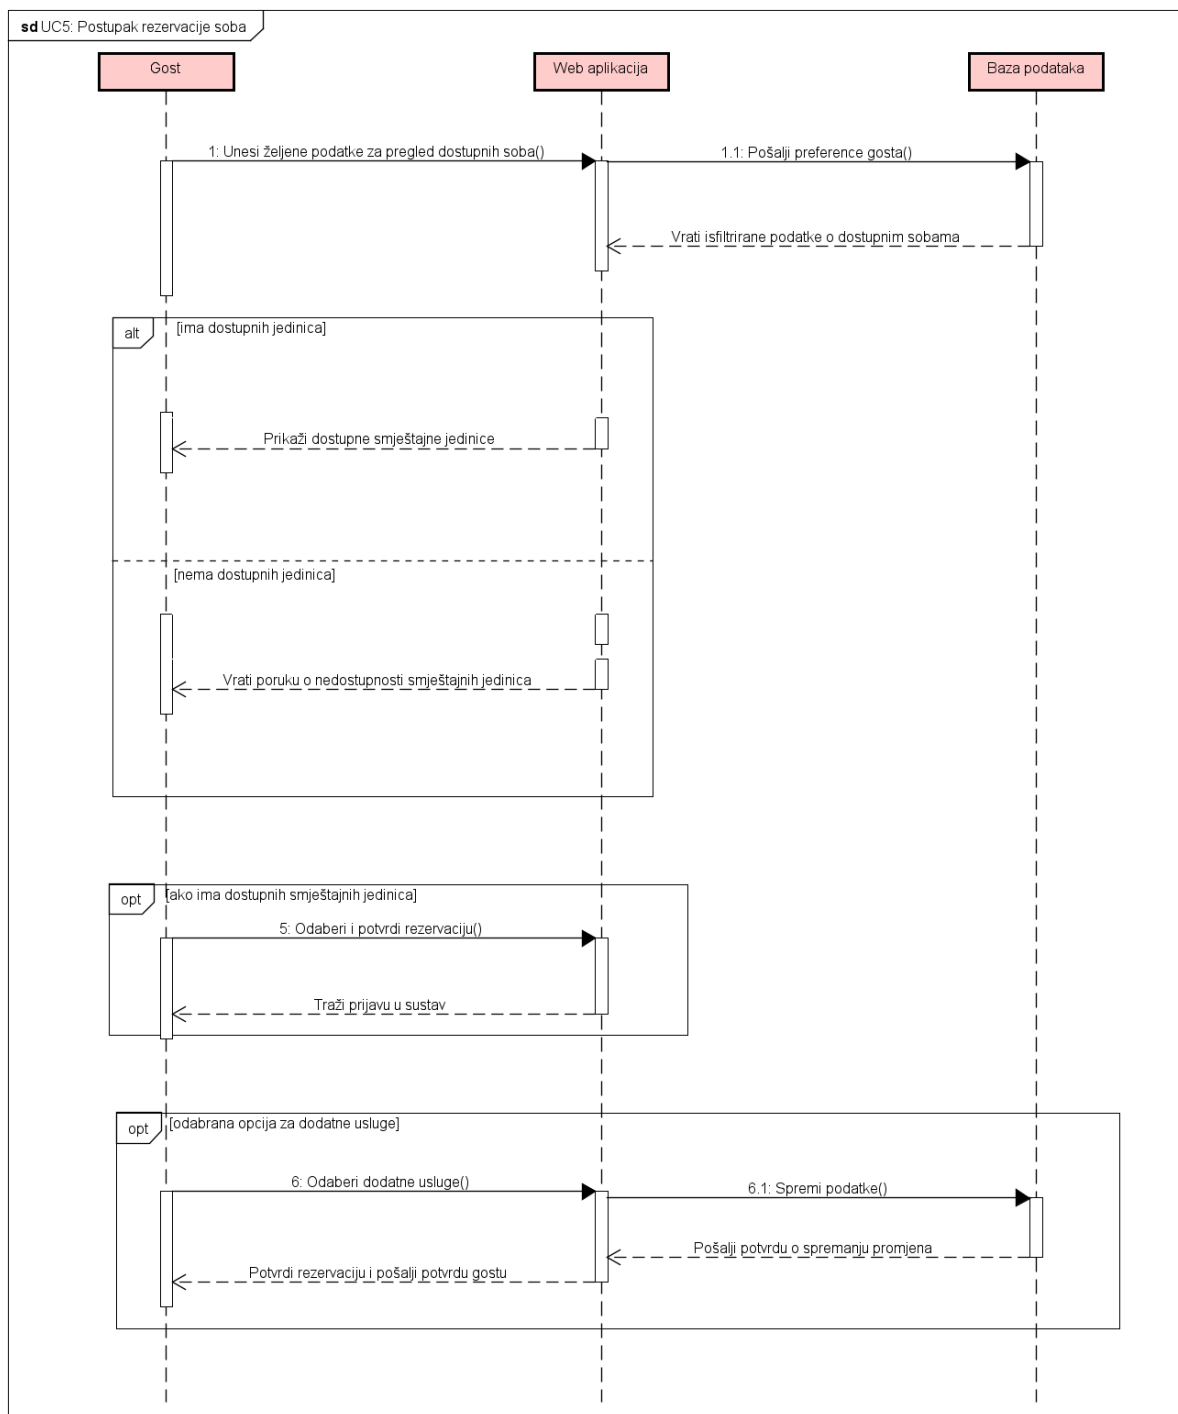 sd UC5: Postupak rezervacije soba
Gost
Web aplikacija
Baza podataka
1: Unesi željene podatke za pregled dostupnih soba()
1.1: Pošalji preference gosta()
Vrati isfiltrirane podatke o dostupnim sobama
alt
[ima dostupnih jedinica]
Prikaži dostupne smještajne jedinice
[nema dostupnih jedinica]
Vrati poruku o nedostupnosti smještajnih jedinica
opt
[ako ima dostupnih smještajnih jedinica]
5: Odaberi i potvrdi rezervaciju()
Traži prijavu u sustav
opt
[odabrana opcija za dodatne usluge]
6: Odaberi dodatne usluge()
6.1: Spremi podatke()
Pošalji potvrdu o spremanju promjena
Potvrdi rezervaciju i pošalji potvrdu gostu